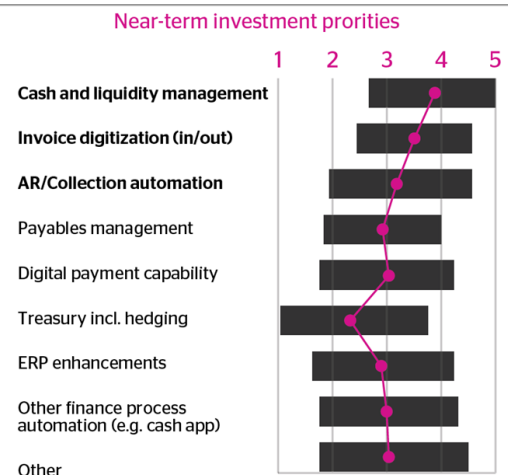 Near-term investment prorities
1 2 3 4 5
Cash and liquidity management
Invoice digitization (in/out)
AR/Collection automation
Payables management
Digital payment capability
Treasury incl. hedging
ERP enhancements
Other finance process
automation (e.g. cash app)
Other